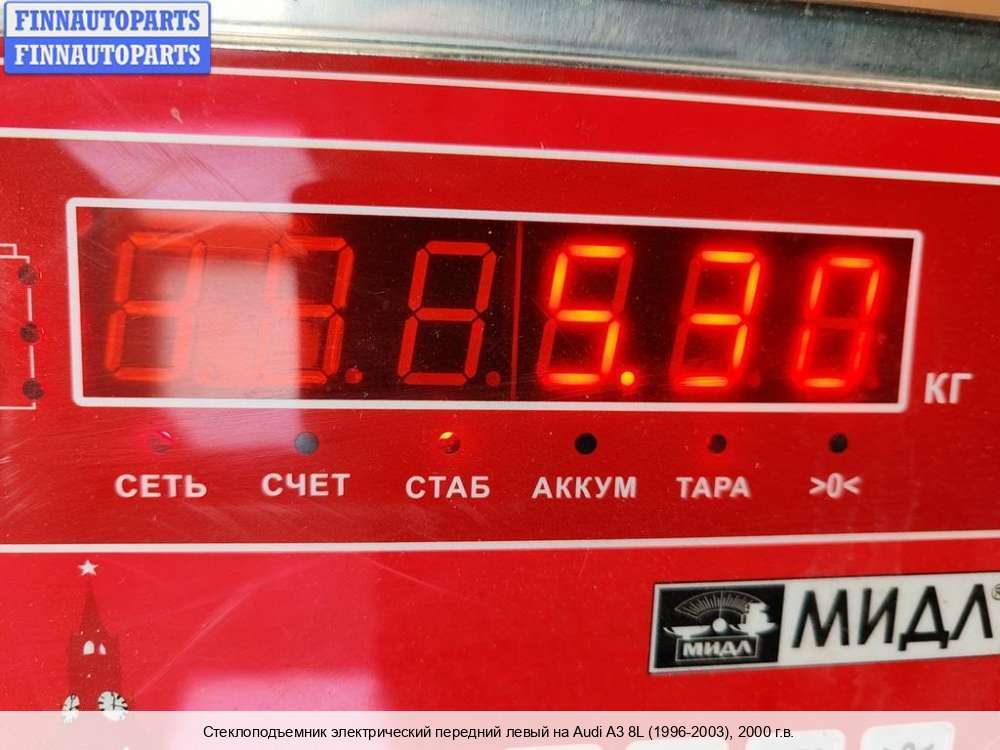 FINNAUTOPARTS
FINNAUTOPARTS
5.30
КГ
СЕТЬ СЧЕТ СТАБ АККУМ ТАРА >0<
МИДЛ МИДЛ®
Стеклоподъемник электрический передний левый на Audi A3 8L (1996-2003), 2000 г.в.